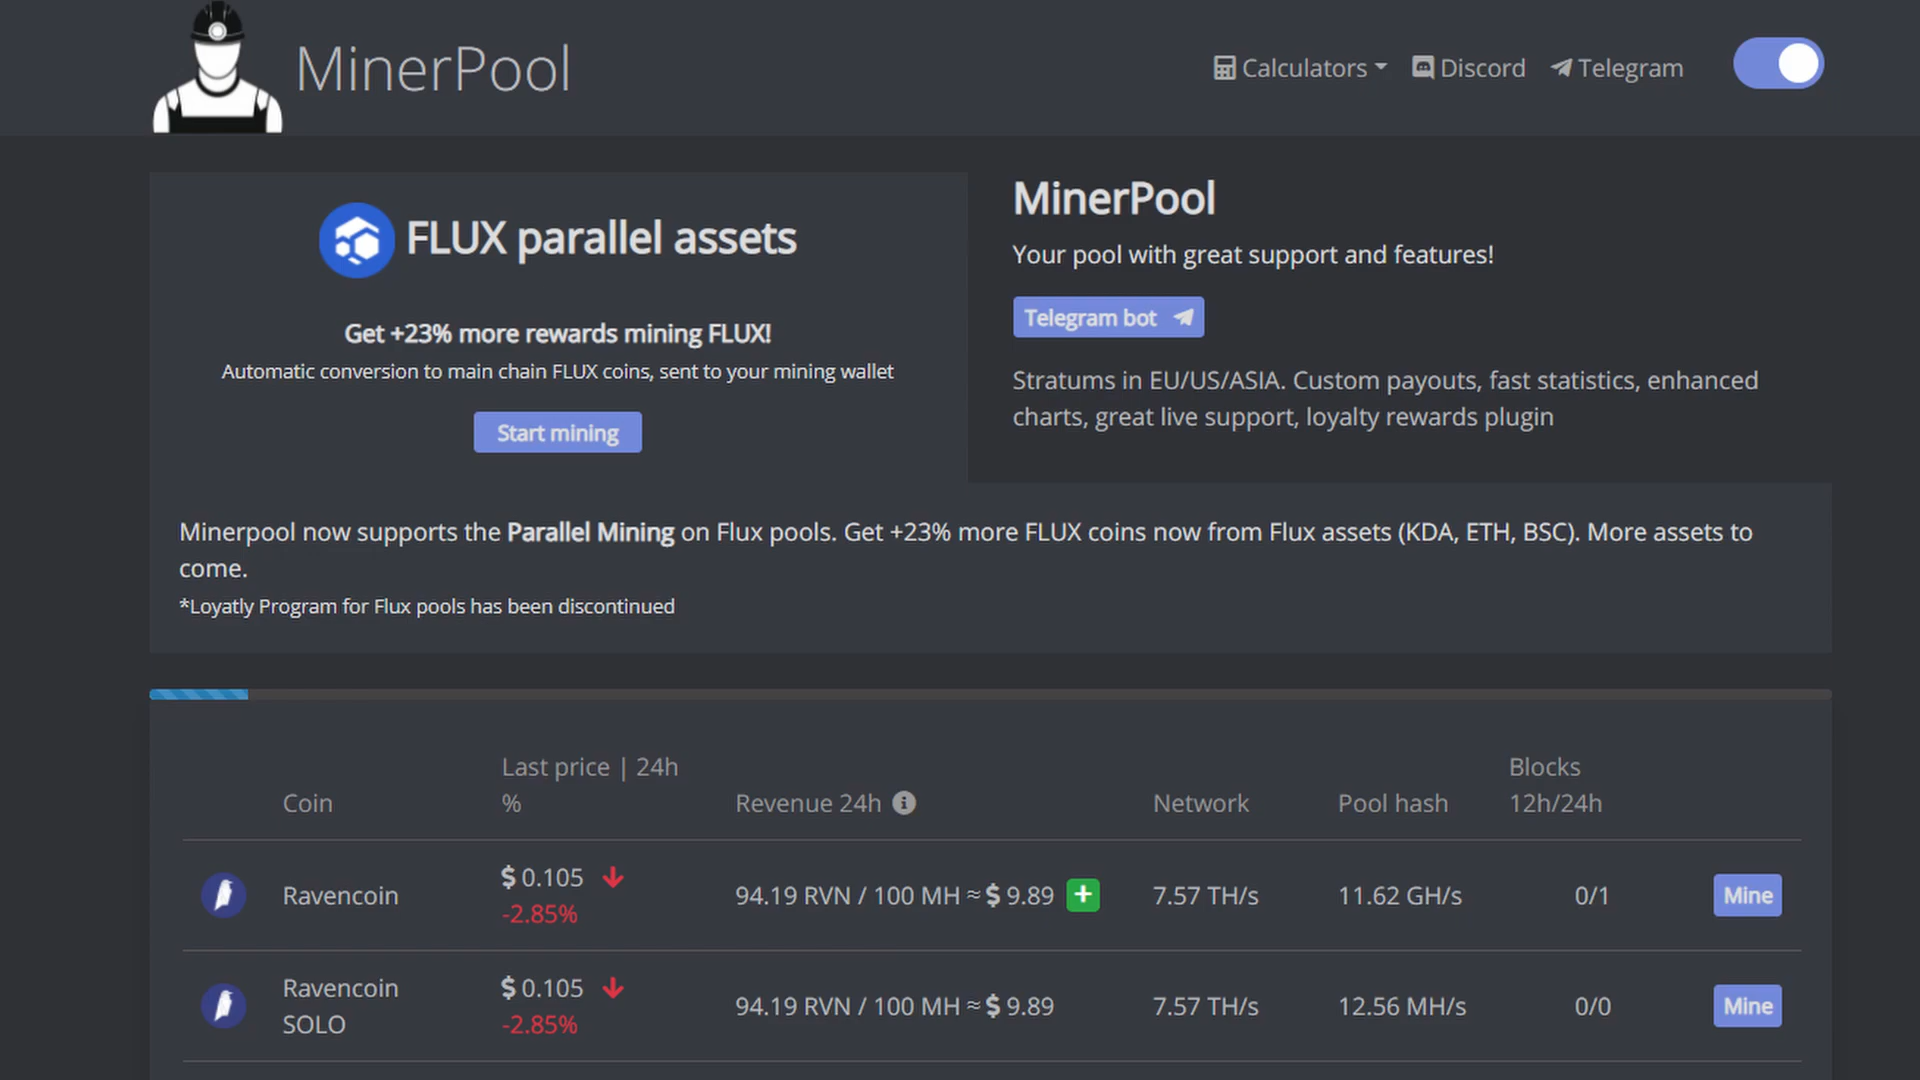 MinerPool
Calculators
Discord
Telegram
FLUX parallel assets
Get +23% more rewards mining FLUX!
Automatic conversion to main chain FLUX coins, sent to your mining wallet
Start mining
MinerPool
Your pool with great support and features!
Telegram bot
Stratums in EU/US/ASIA. Custom payouts, fast statistics, enhanced
charts, great live support, loyalty rewards plugin
Minerpool now supports the Parallel Mining on Flux pools. Get +23% more FLUX coins now from Flux assets (KDA, ETH, BSC). More assets to
come.
*Loyatly Program for Flux pools has been discontinued
Coin
Last price | 24h
%
Revenue 24h
Network
Pool hash
Blocks
12h/24h
Ravencoin
$ 0.105
-2.85%
94.19 RVN / 100 MH ≈ $ 9.89 +
7.57 TH/s
11.62 GH/s
0/1
Mine
Ravencoin
SOLO
$ 0.105
-2.85%
94.19 RVN / 100 MH ≈ $ 9.89
7.57 TH/s
12.56 MH/s
0/0
Mine